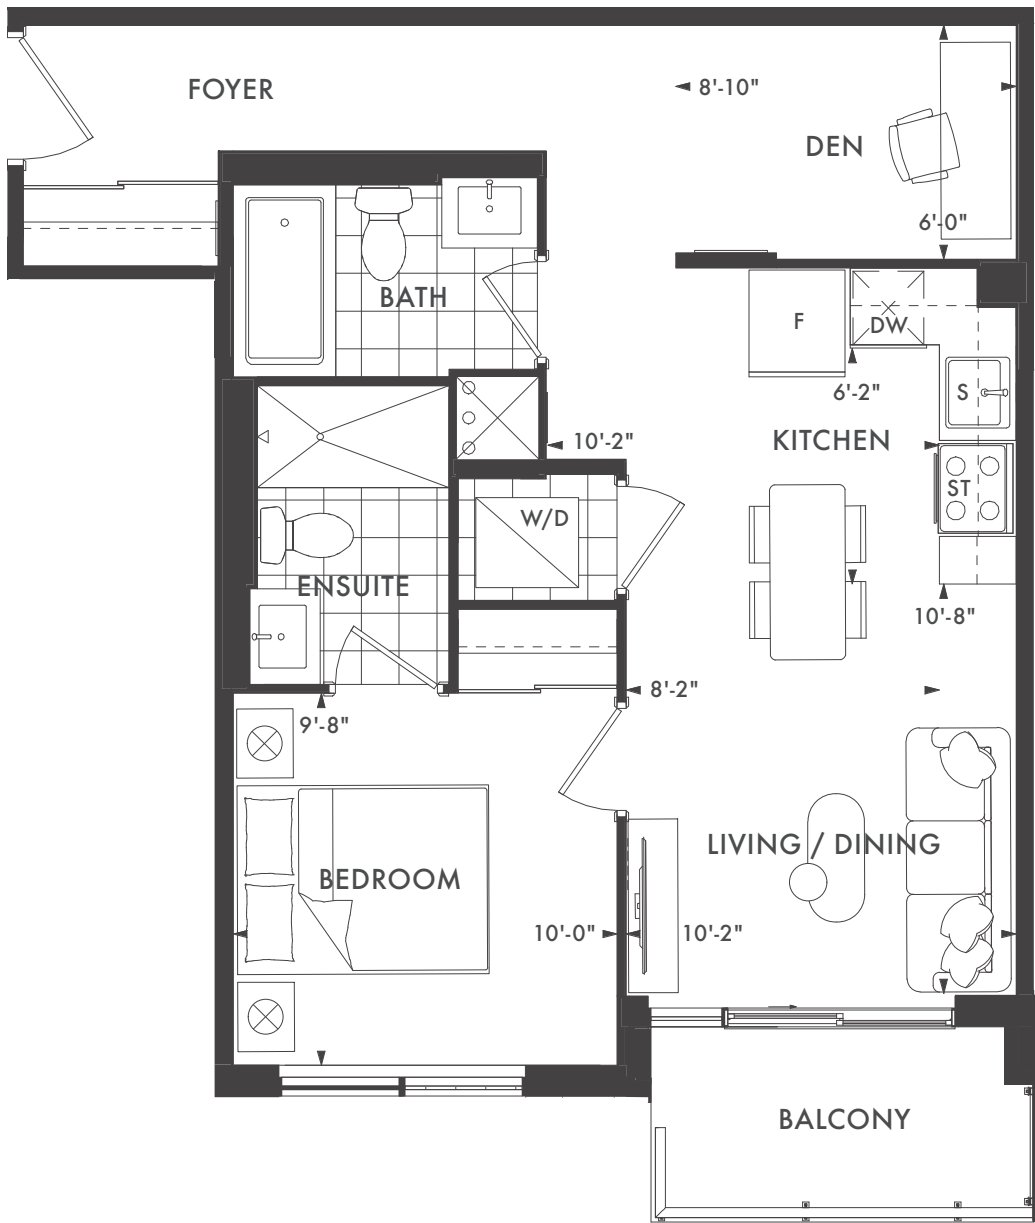 FOYER
8'-10"
DEN
6'-0"
BATH
F
DW
6'-2"
S
10'-2"
KITCHEN
ST
W/D
ENSUITE
10'-8"
8'-2"
9'-8"
LIVING / DINING
BEDROOM
10'-0"
10'-2"
BALCONY